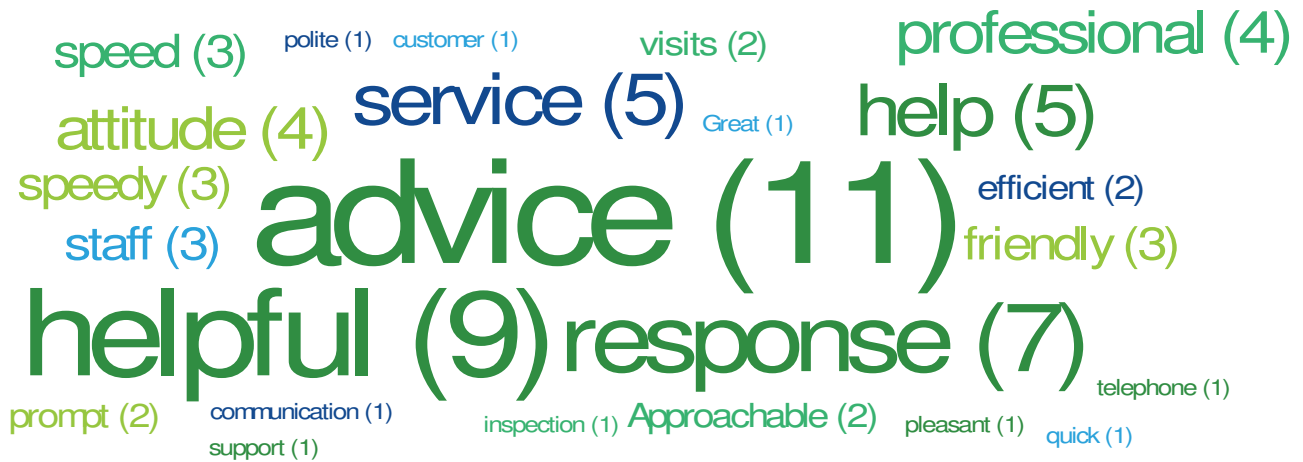 speed (3) polite (1) customer (1) visits (2) professional (4)
attitude (4) service (5) Great (1) help (5)
speedy (3) advice (11) efficient (2)
staff (3) friendly (3)
helpful (9) response (7)
telephone (1)
prompt (2) communication (1) inspection (1) Approachable (2) pleasant (1) quick (1)
support (1)